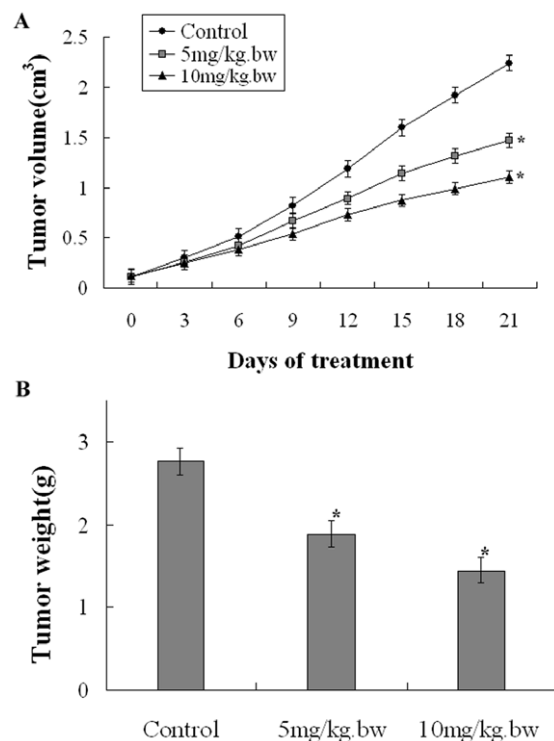 A
Control
5mg/kg.bw
10mg/kg.bw
Tumor volume(cm³)
2.5
2
1.5
1
0.5
0
*
*
0 3 6 9 12 15 18 21
Days of treatment
B
Tumor weight(g)
3
2
1
0
*
*
Control 5mg/kg.bw 10mg/kg.bw